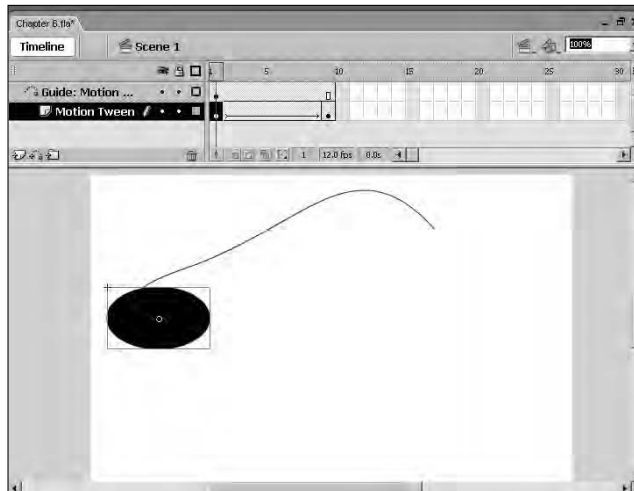 Chapter 6.fla*
Timeline Scene 1 100%
1 5 10 15 20 25 30
Guide: Motion ...
Motion Tween
1 12.0 fps 0.0s